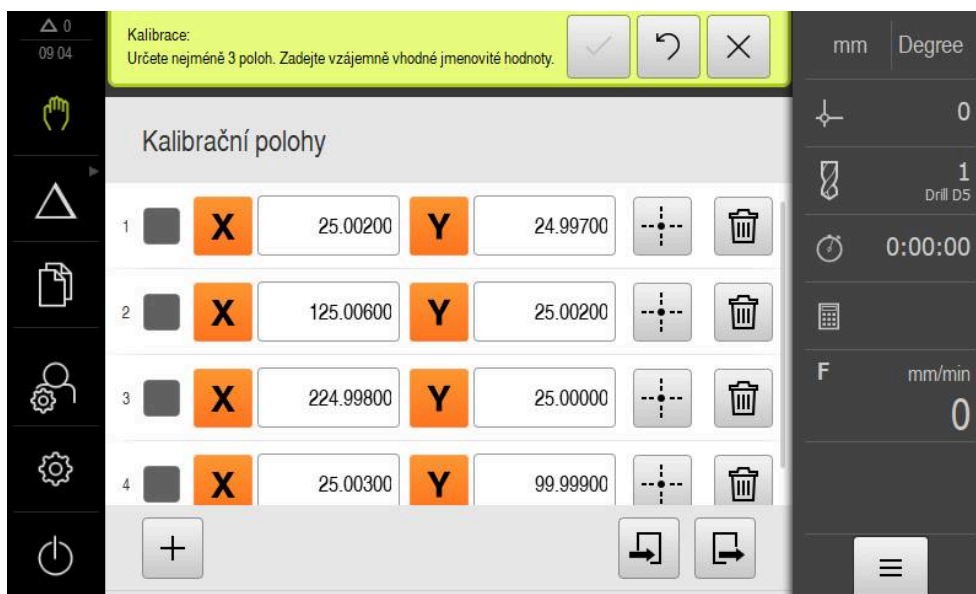 0
09 04
Kalibrace:
Určete nejméně 3 poloh. Zadejte vzájemně vhodné jmenovité hodnoty.
mm Degree
Kalibrační polohy
0
1
Drill D5
0:00:00
F mm/min
0
1 X 25.00200 Y 24.99700
2 X 125.00600 Y 25.00200
3 X 224.99800 Y 25.00000
4 X 25.00300 Y 99.99900